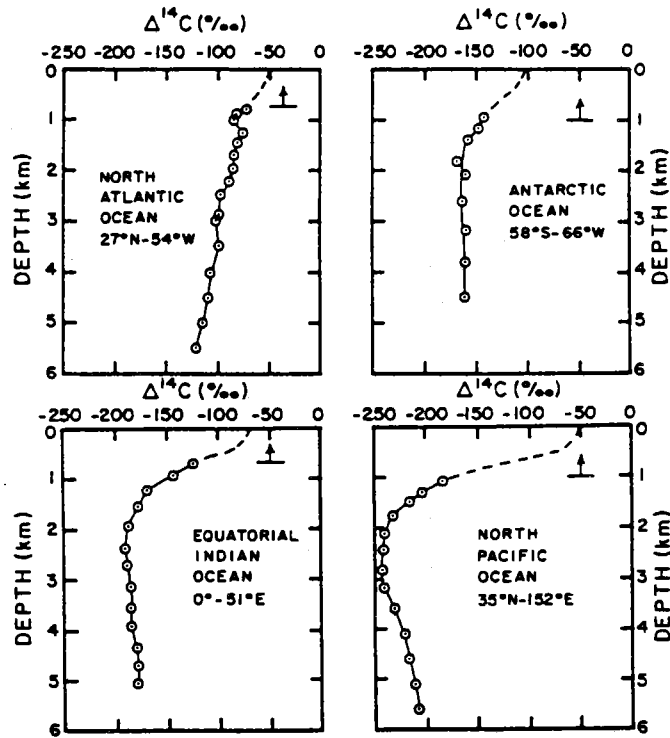 Δ¹⁴C (‰)
-250 -200 -150 -100 -50 0
0
1
2
3
4
5
6
DEPTH (km)
NORTH
ATLANTIC
OCEAN
27°N-54°W
Δ¹⁴C (‰)
-250 -200 -150 -100 -50 0
0
1
2
3
4
5
6
DEPTH (km)
ANTARCTIC
OCEAN
58°S-66°W
Δ¹⁴C (‰)
-250 -200 -150 -100 -50 0
0
1
2
3
4
5
6
DEPTH (km)
EQUATORIAL
INDIAN
OCEAN
0°-51°E
Δ¹⁴C (‰)
-250 -200 -150 -100 -50 0
0
1
2
3
4
5
6
DEPTH (km)
NORTH
PACIFIC
OCEAN
35°N-152°E